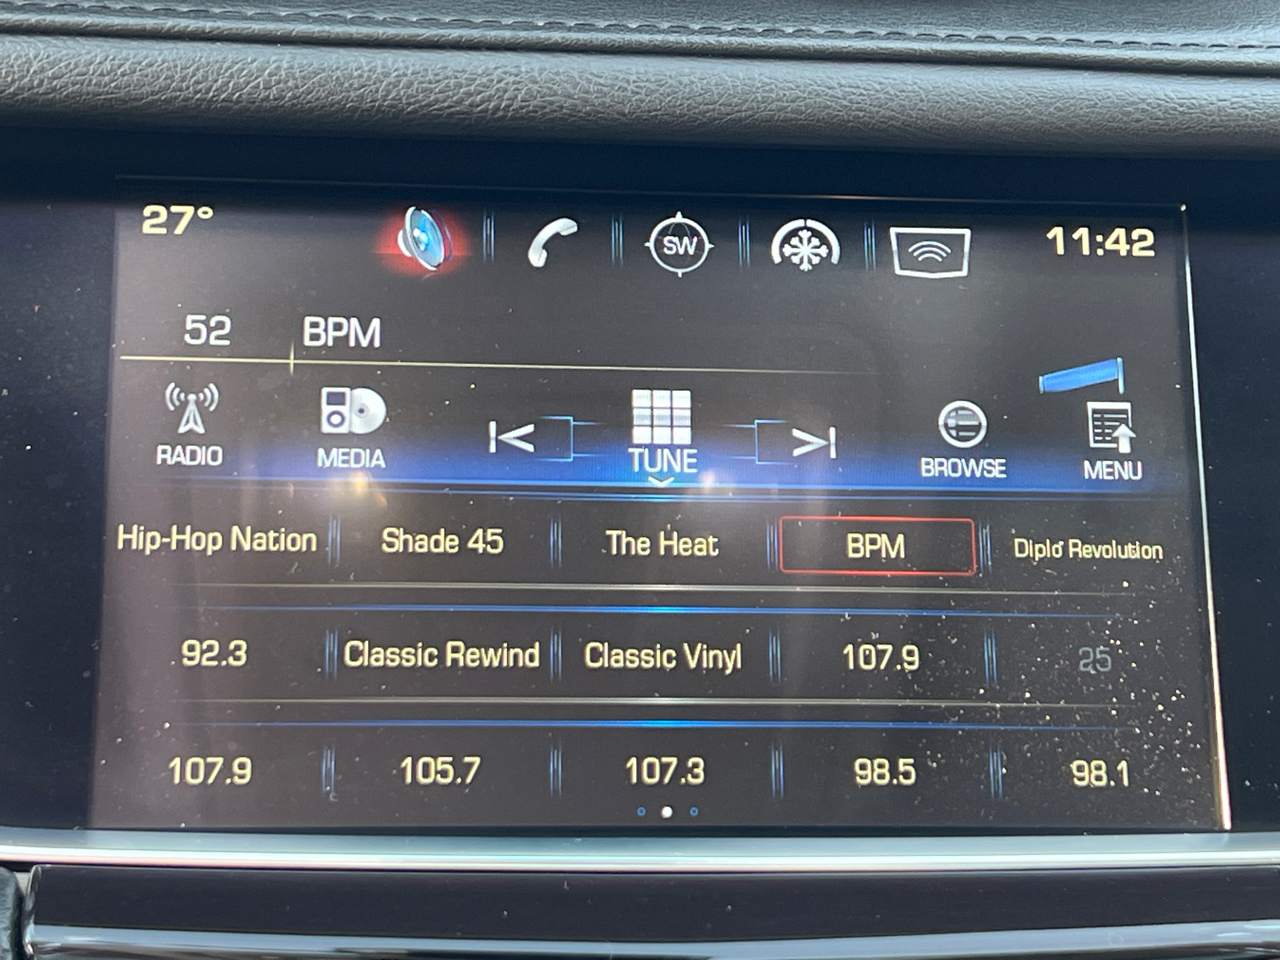 27° SW 11:42
52 BPM
RADIO MEDIA TUNE BROWSE MENU
Hip-Hop Nation Shade 45 The Heat BPM Diplo' Revolution
92.3 Classic Rewind Classic Vinyl 107.9 25
107.9 105.7 107.3 98.5 98.1